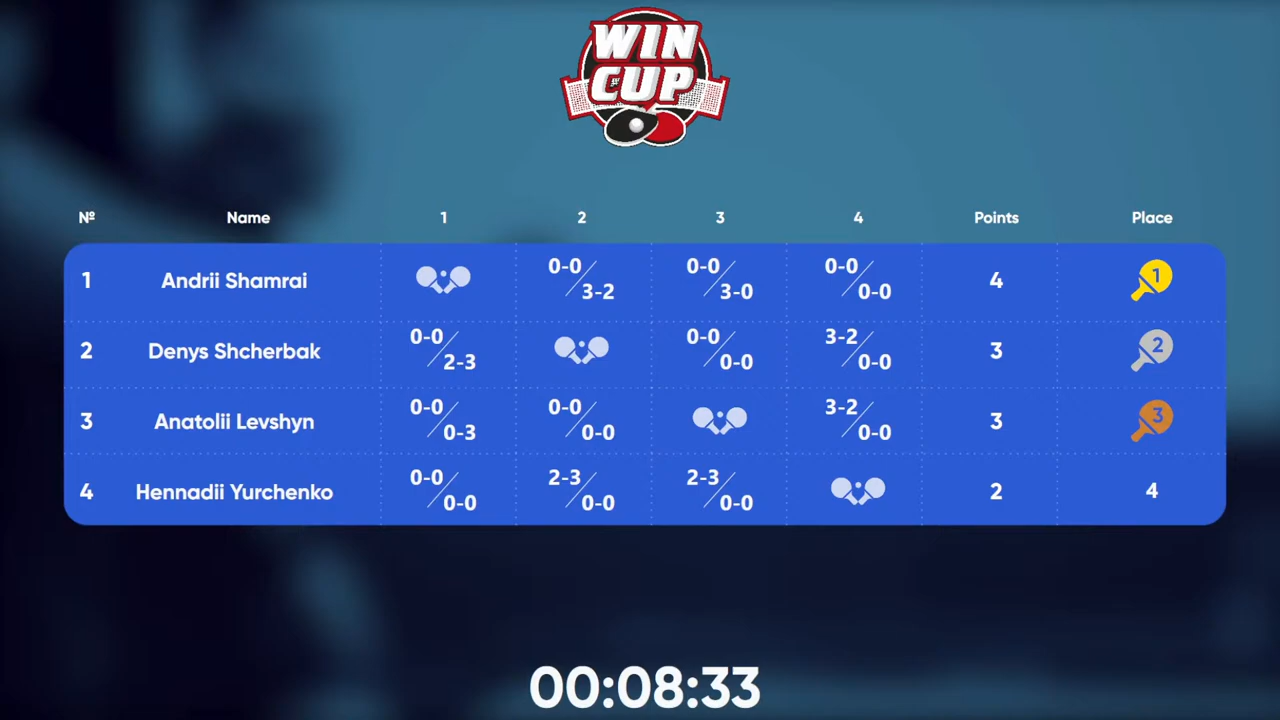 WIN
CUP
№ Name 1 2 3 4 Points Place
1 Andrii Shamrai 0-0/3-2 0-0/3-0 0-0/0-0 4 1
2 Denys Shcherbak 0-0/2-3 0-0/0-0 3-2/0-0 3 2
3 Anatolii Levshyn 0-0/0-3 0-0/0-0 3-2/0-0 3 3
4 Hennadii Yurchenko 0-0/0-0 2-3/0-0 2-3/0-0 2 4
00:08:33